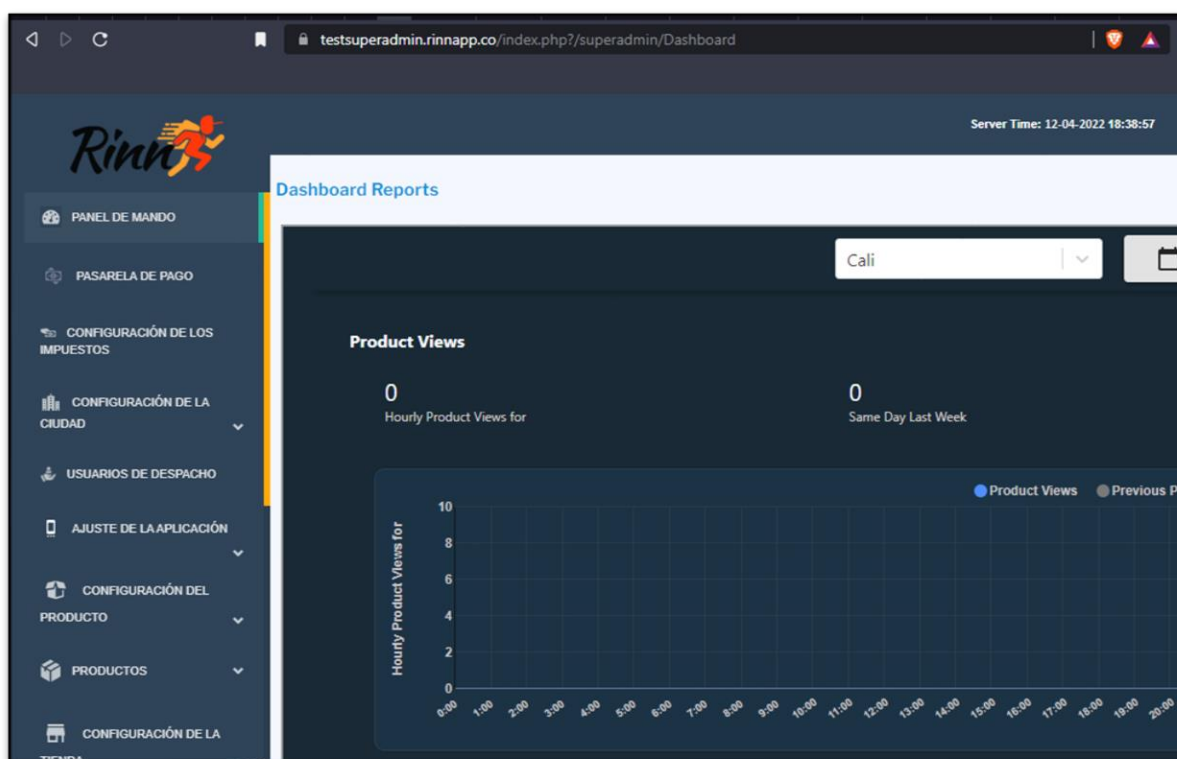 testsuperadmin.rinnapp.co/index.php?/superadmin/Dashboard
Rinn
Server Time: 12-04-2022 18:38:57
Dashboard Reports
PANEL DE MANDO
PASARELA DE PAGO
CONFIGURACIÓN DE LOS
IMPUESTOS
CONFIGURACIÓN DE LA
CIUDAD
USUARIOS DE DESPACHO
AJUSTE DE LA APLICACIÓN
CONFIGURACIÓN DEL
PRODUCTO
PRODUCTOS
CONFIGURACIÓN DE LA
TIENDA
Cali
Product Views
0
Hourly Product Views for
0
Same Day Last Week
Product Views
Previous P
Hourly Product Views for
10
8
6
4
2
0
0:00 1:00 2:00 3:00 4:00 5:00 6:00 7:00 8:00 9:00 10:00 11:00 12:00 13:00 14:00 15:00 16:00 17:00 18:00 19:00 20:00